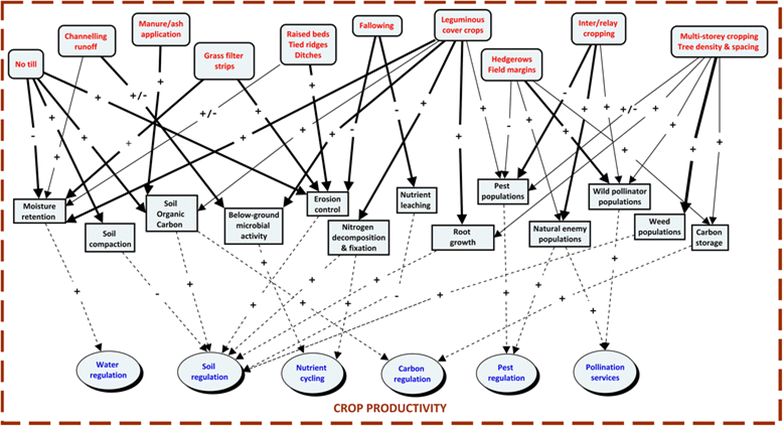 Channelling
runoff
Manure/ash
application
Raised beds
Tied ridges
Ditches
Fallowing
Leguminous
cover crops
Inter/relay
cropping
Multi-storey cropping
Tree density & spacing
No till
Grass filter
strips
Hedgerows
Field margins
+
+
+/-
+
+
+/-
+
+
-
+
+
+
+
-
+
+/-
+
-
+
+
+
+
+
+
+
+
-
+
+
+
+
+
+
+
+
Moisture
retention
Soil
compaction
Soil
Organic
Carbon
Below-ground
microbial
activity
Erosion
control
Nitrogen
decomposition
& fixation
Nutrient
leaching
Root
growth
Pest
populations
Natural enemy
populations
Wild pollinator
populations
Weed
populations
Carbon
storage
+
-
+
+
+
+
+
+
-
+
+
+
+
+
+
Water
regulation
Soil
regulation
Nutrient
cycling
Carbon
regulation
Pest
regulation
Pollination
services
CROP PRODUCTIVITY